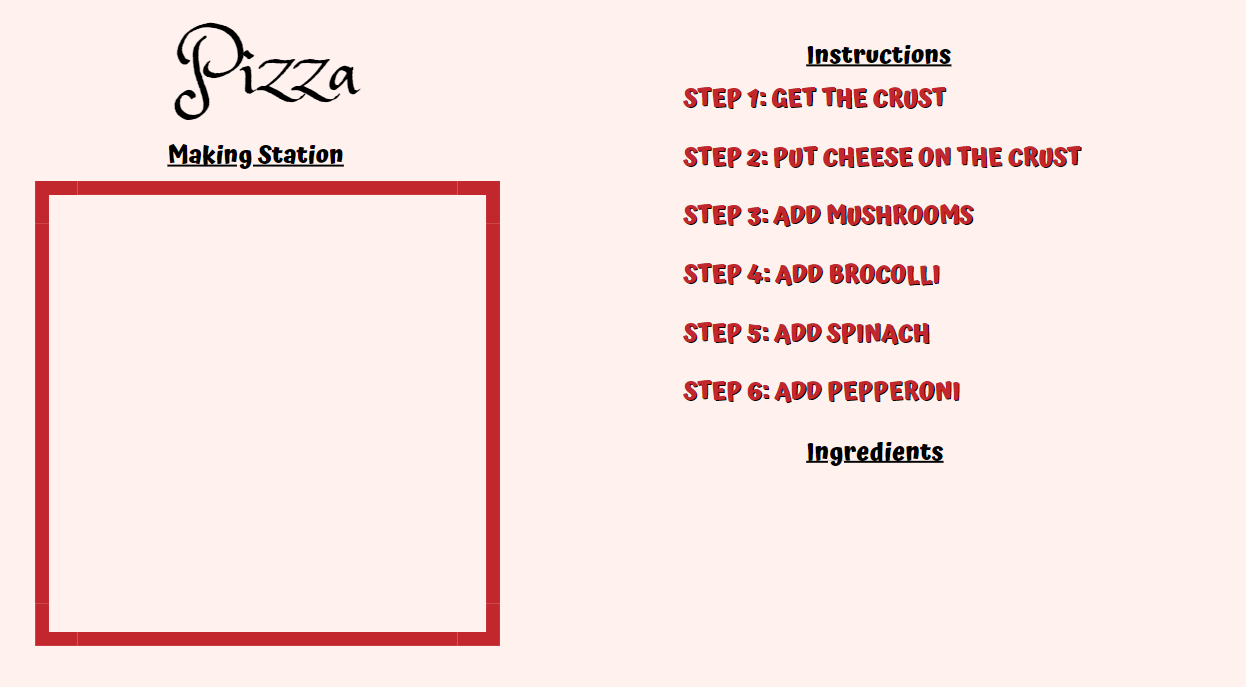 Pizza
Making Station
Instructions
STEP 1: GET THE CRUST
STEP 2: PUT CHEESE ON THE CRUST
STEP 3: ADD MUSHROOMS
STEP 4: ADD BROCOLLI
STEP 5: ADD SPINACH
STEP 6: ADD PEPPERONI
Ingredients